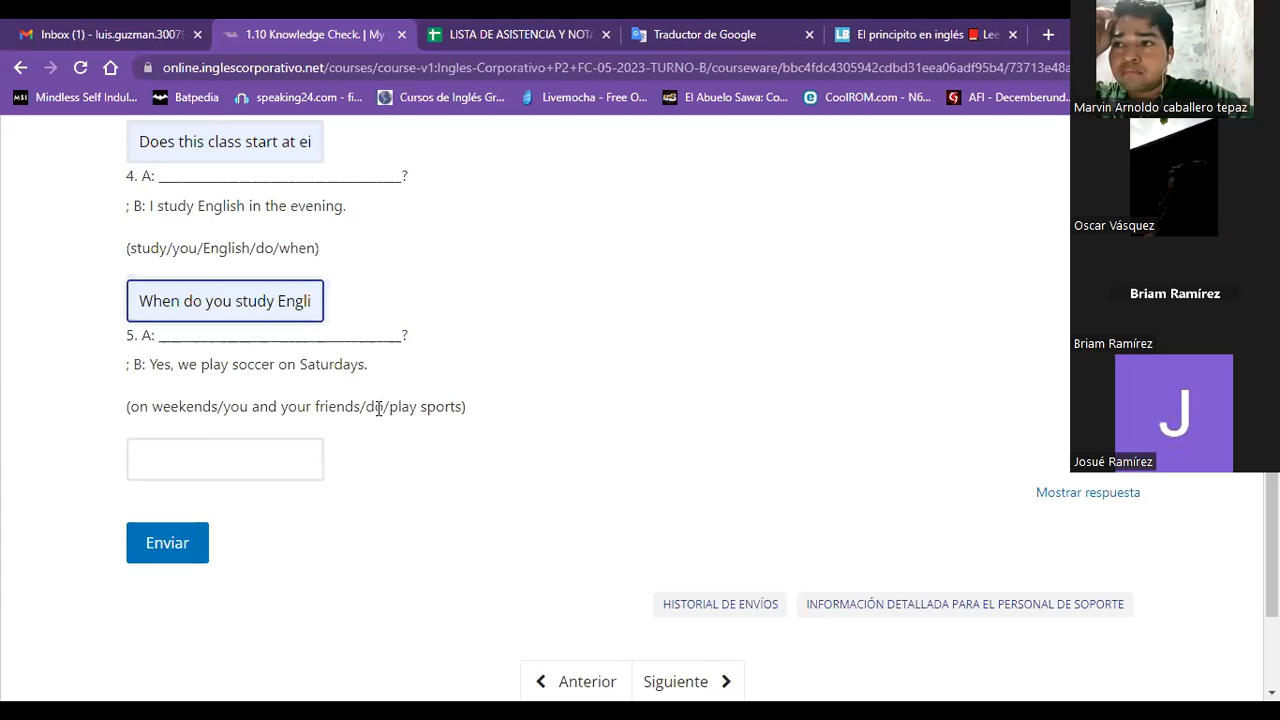 Inbox (1) - luis.guzman.3007
1.10 Knowledge Check. | My
LISTA DE ASISTENCIA Y NOTA
Traductor de Google
El principito en inglés 📕 Lee
online.inglescorporativo.net/courses/course-v1:Ingles-Corporativo+P2+FC-05-2023-TURNO-B/courseware/bbc4fdc4305942cdbd31eea06adf95b4/73713e48a
Mindless Self Indul...
Batpedia
speaking24.com - fi...
Cursos de Inglés Gr...
Livemocha - Free O...
El Abuelo Sawa: Co...
CoolROM.com - N6...
AFI - Decemberund...
Marvin Arnoldo caballero tepaz
Oscar Vásquez
Briam Ramírez
Briam Ramírez
J
Josué Ramírez
Does this class start at ei
4. A: ___________________________________?
; B: I study English in the evening.
(study/you/English/do/when)
When do you study Engli
5. A: ___________________________________?
; B: Yes, we play soccer on Saturdays.
(on weekends/you and your friends/do/play sports)
Mostrar respuesta
Enviar
HISTORIAL DE ENVÍOS
INFORMACIÓN DETALLADA PARA EL PERSONAL DE SOPORTE
Anterior
Siguiente